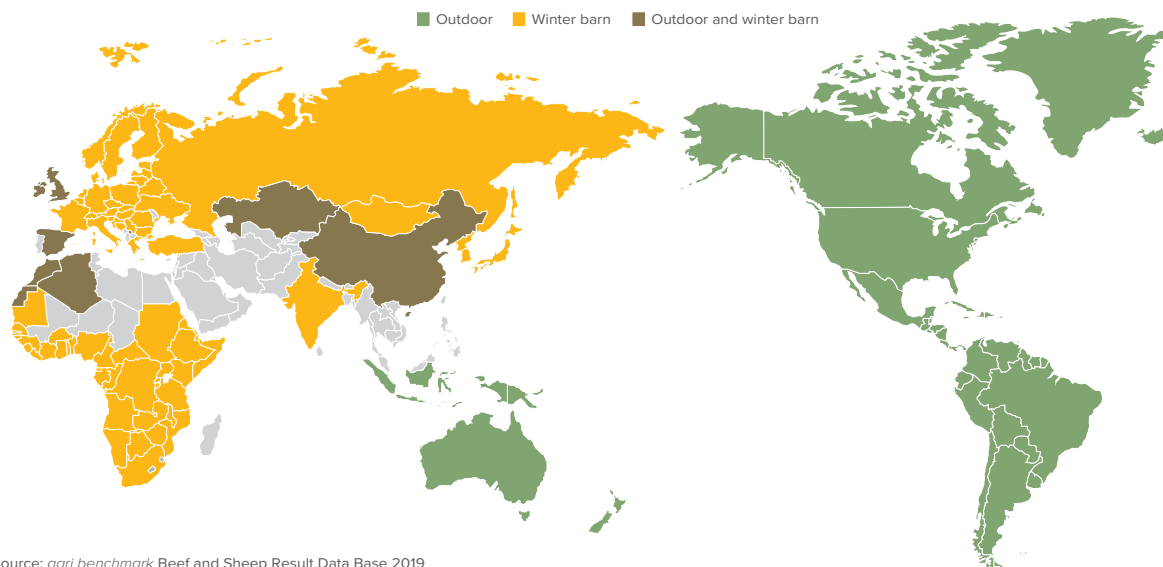 Outdoor Winter barn Outdoor and winter barn
ource: agri benchmark Beef and Sheep Result Data Base 2019